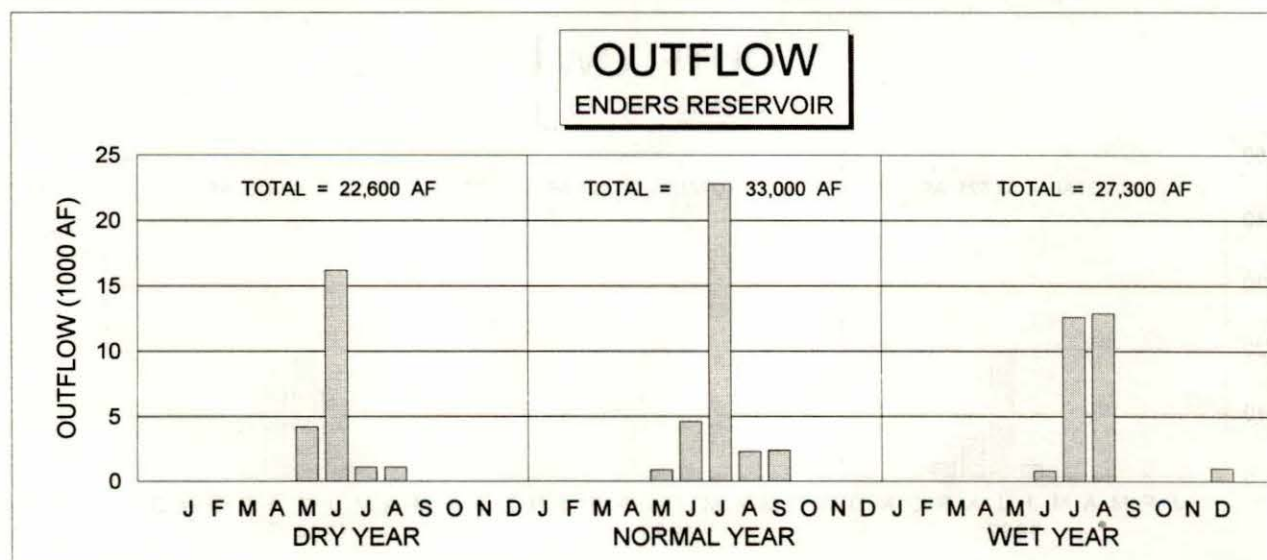 OUTFLOW
ENDERS RESERVOIR
OUTFLOW (1000 AF)
25
20
15
10
5
0
TOTAL = 22,600 AF
TOTAL = 33,000 AF
TOTAL = 27,300 AF
J F M A M J J A S O N D J F M A M J J A S O N D J F M A M J J A S O N D
DRY YEAR NORMAL YEAR WET YEAR